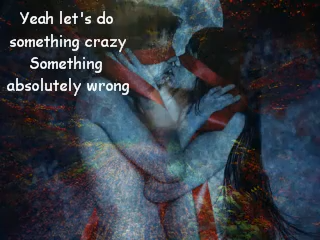 Yeah let's do
something crazy
Something
absolutely wrong